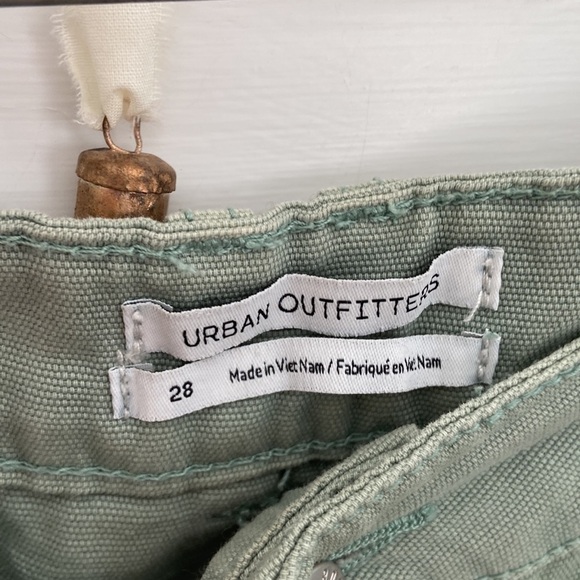 URBAN OUTFITTERS
28 Made in Viet Nam / Fabriqué en Viet Nam